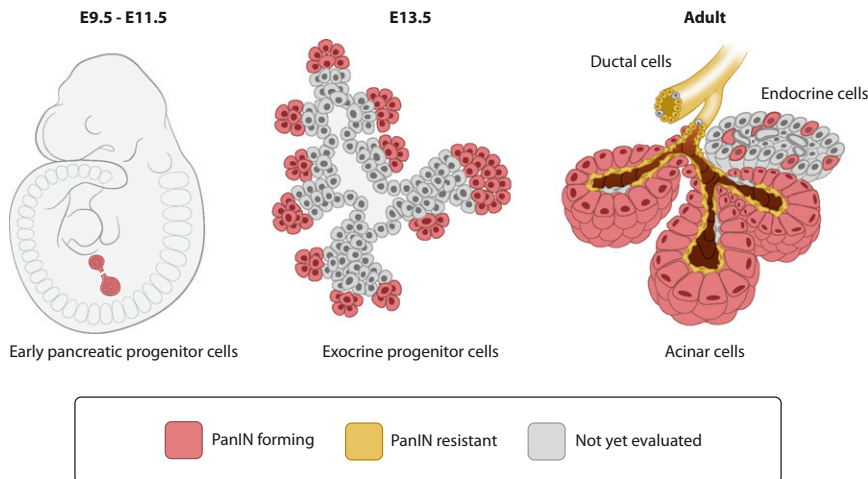 E9.5 - E11.5
E13.5
Adult
Ductal cells
Endocrine cells
Early pancreatic progenitor cells
Exocrine progenitor cells
Acinar cells
PanIN forming
PanIN resistant
Not yet evaluated